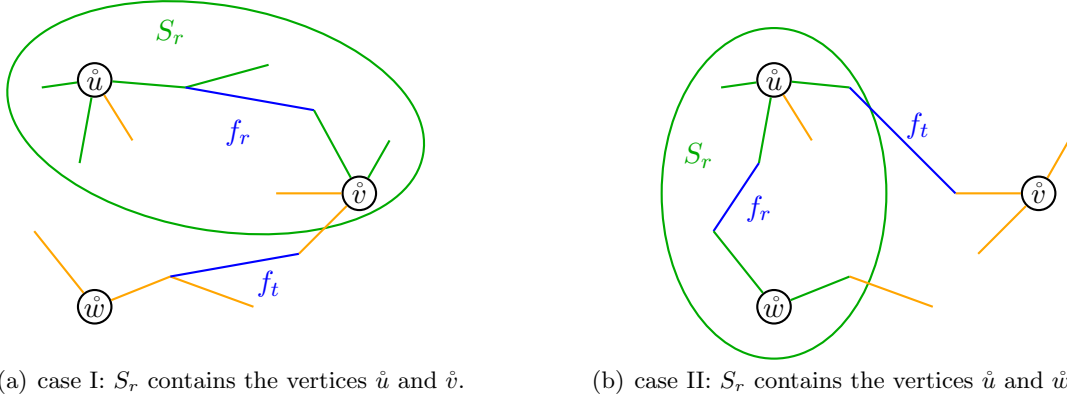 S_r
ů
f_r
v̊
f_t
ẘ
(a) case I: S_r contains the vertices ů and v̊.
ů
f_t
S_r
v̊
f_r
ẘ
(b) case II: S_r contains the vertices ů and ẘ